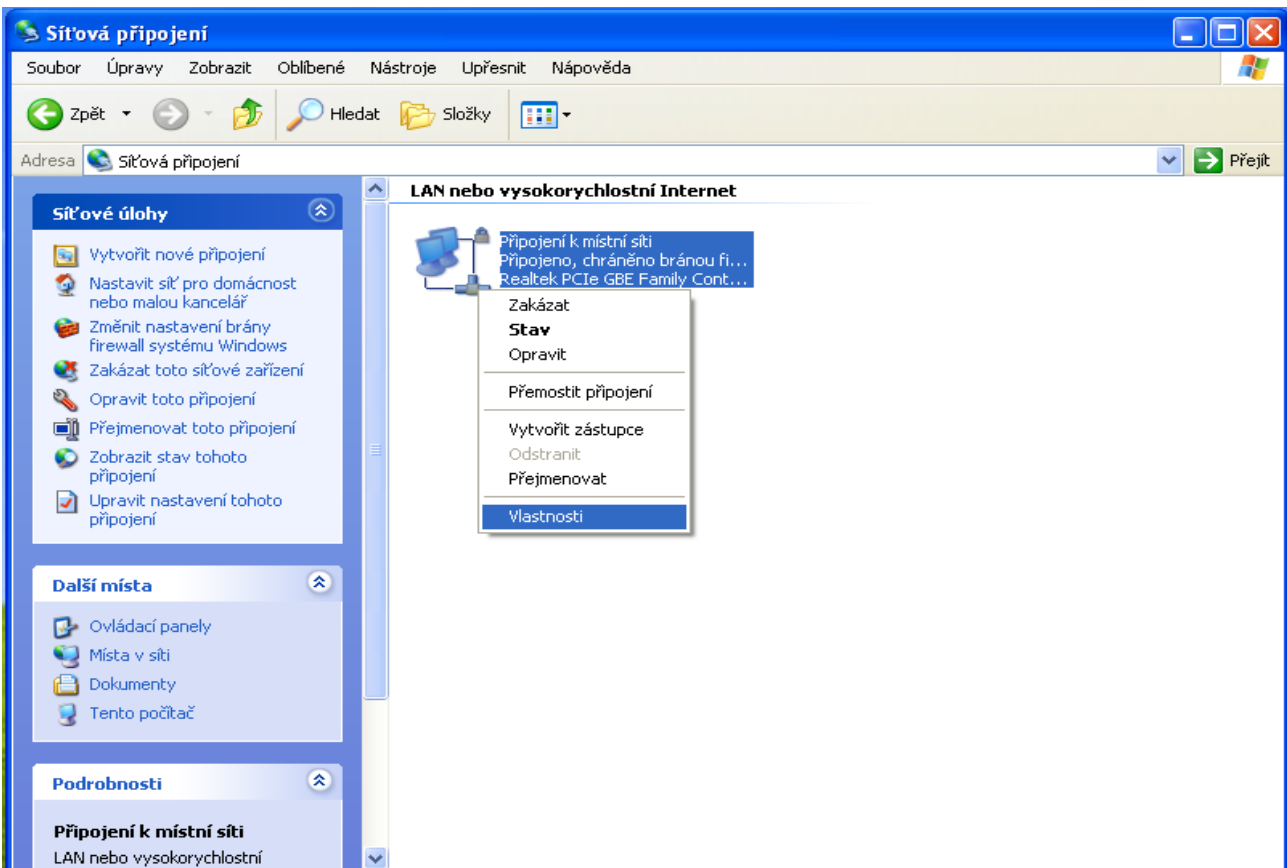 Síťová připojení
Soubor Úpravy Zobrazit Oblíbené Nástroje Upřesnit Nápověda
Zpět Hledat Složky
Adresa Síťová připojení Přejít
Síťové úlohy
Vytvořit nové připojení
Nastavit síť pro domácnost
nebo malou kancelář
Změnit nastavení brány
firewall systému Windows
Zakázat toto síťové zařízení
Opravit toto připojení
Přejmenovat toto připojení
Zobrazit stav tohoto
připojení
Upravit nastavení tohoto
připojení
Další místa
Ovládací panely
Místa v síti
Dokumenty
Tento počítač
Podrobnosti
Připojení k místní síti
LAN nebo vysokorychlostní
LAN nebo vysokorychlostní Internet
Připojení k místní síti
Připojeno, chráněno bránou fi...
Realtek PCIe GBE Family Cont...
Zakázat
Stav
Opravit
Přemostit připojení
Vytvořit zástupce
Odstranit
Přejmenovat
Vlastnosti